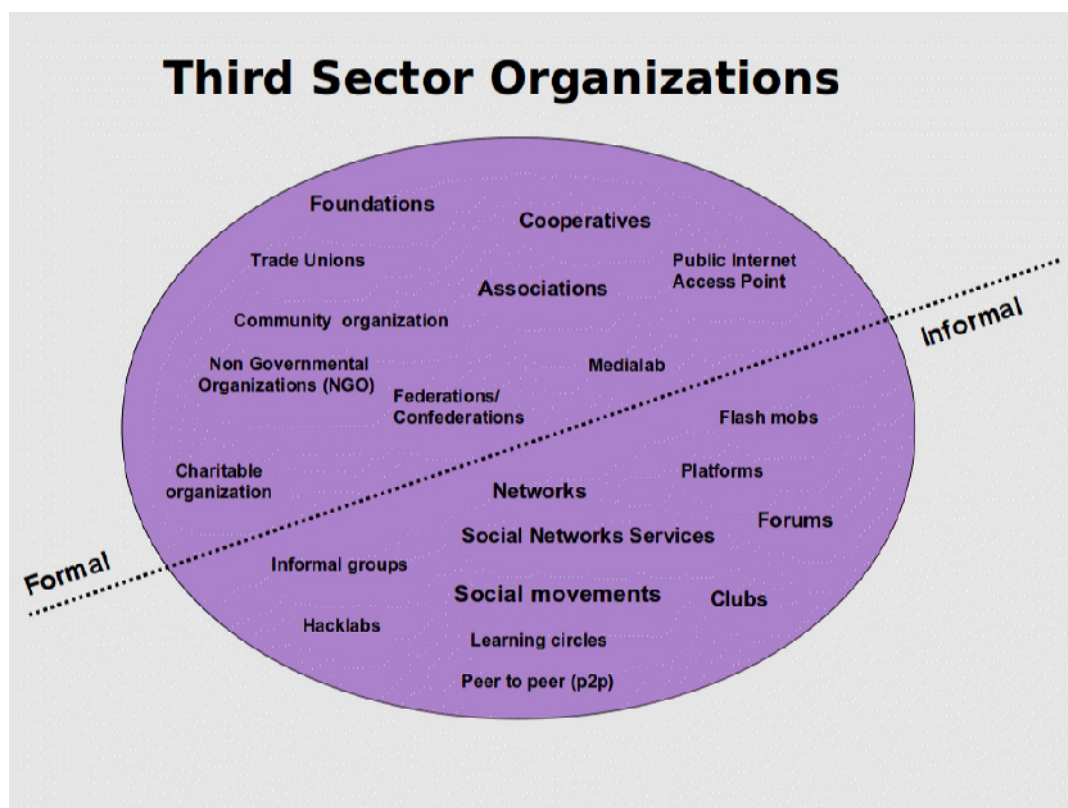 Third Sector Organizations
Foundations
Cooperatives
Trade Unions
Public Internet
Access Point
Associations
Community organization
Non Governmental
Organizations (NGO)
Medialab
Federations/
Confederations
Charitable
organization
Informal
Flash mobs
Platforms
Networks
Forums
Social Networks Services
Formal
Informal groups
Social movements
Clubs
Hacklabs
Learning circles
Peer to peer (p2p)